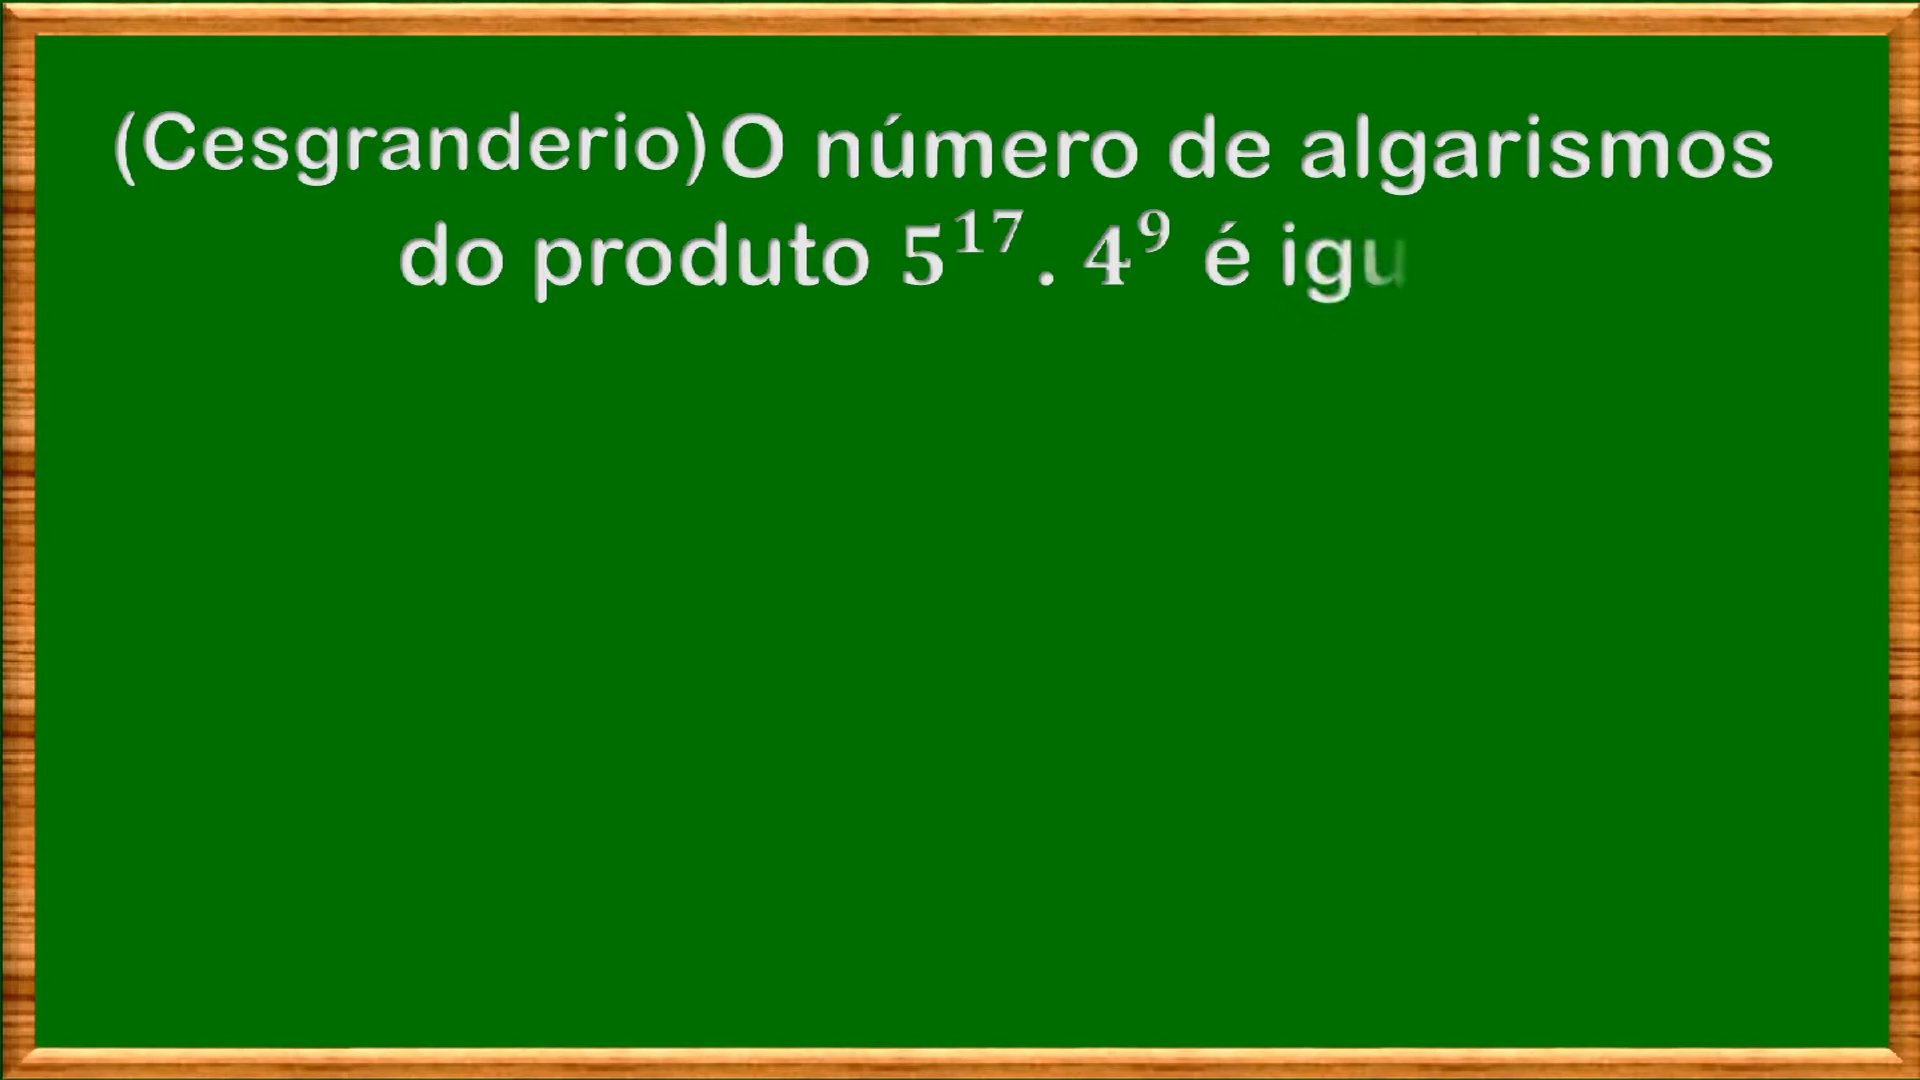 (Cesgranderio) O número de algarismos
do produto 5¹⁷ . 4⁹ é igu